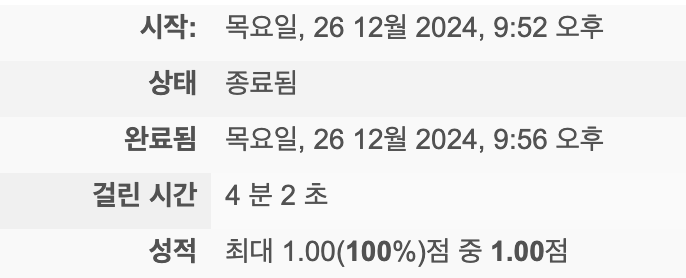 시작: 목요일, 26 12월 2024, 9:52 오후
상태 종료됨
완료됨 목요일, 26 12월 2024, 9:56 오후
걸린 시간 4 분 2 초
성적 최대 1.00(100%)점 중 1.00점